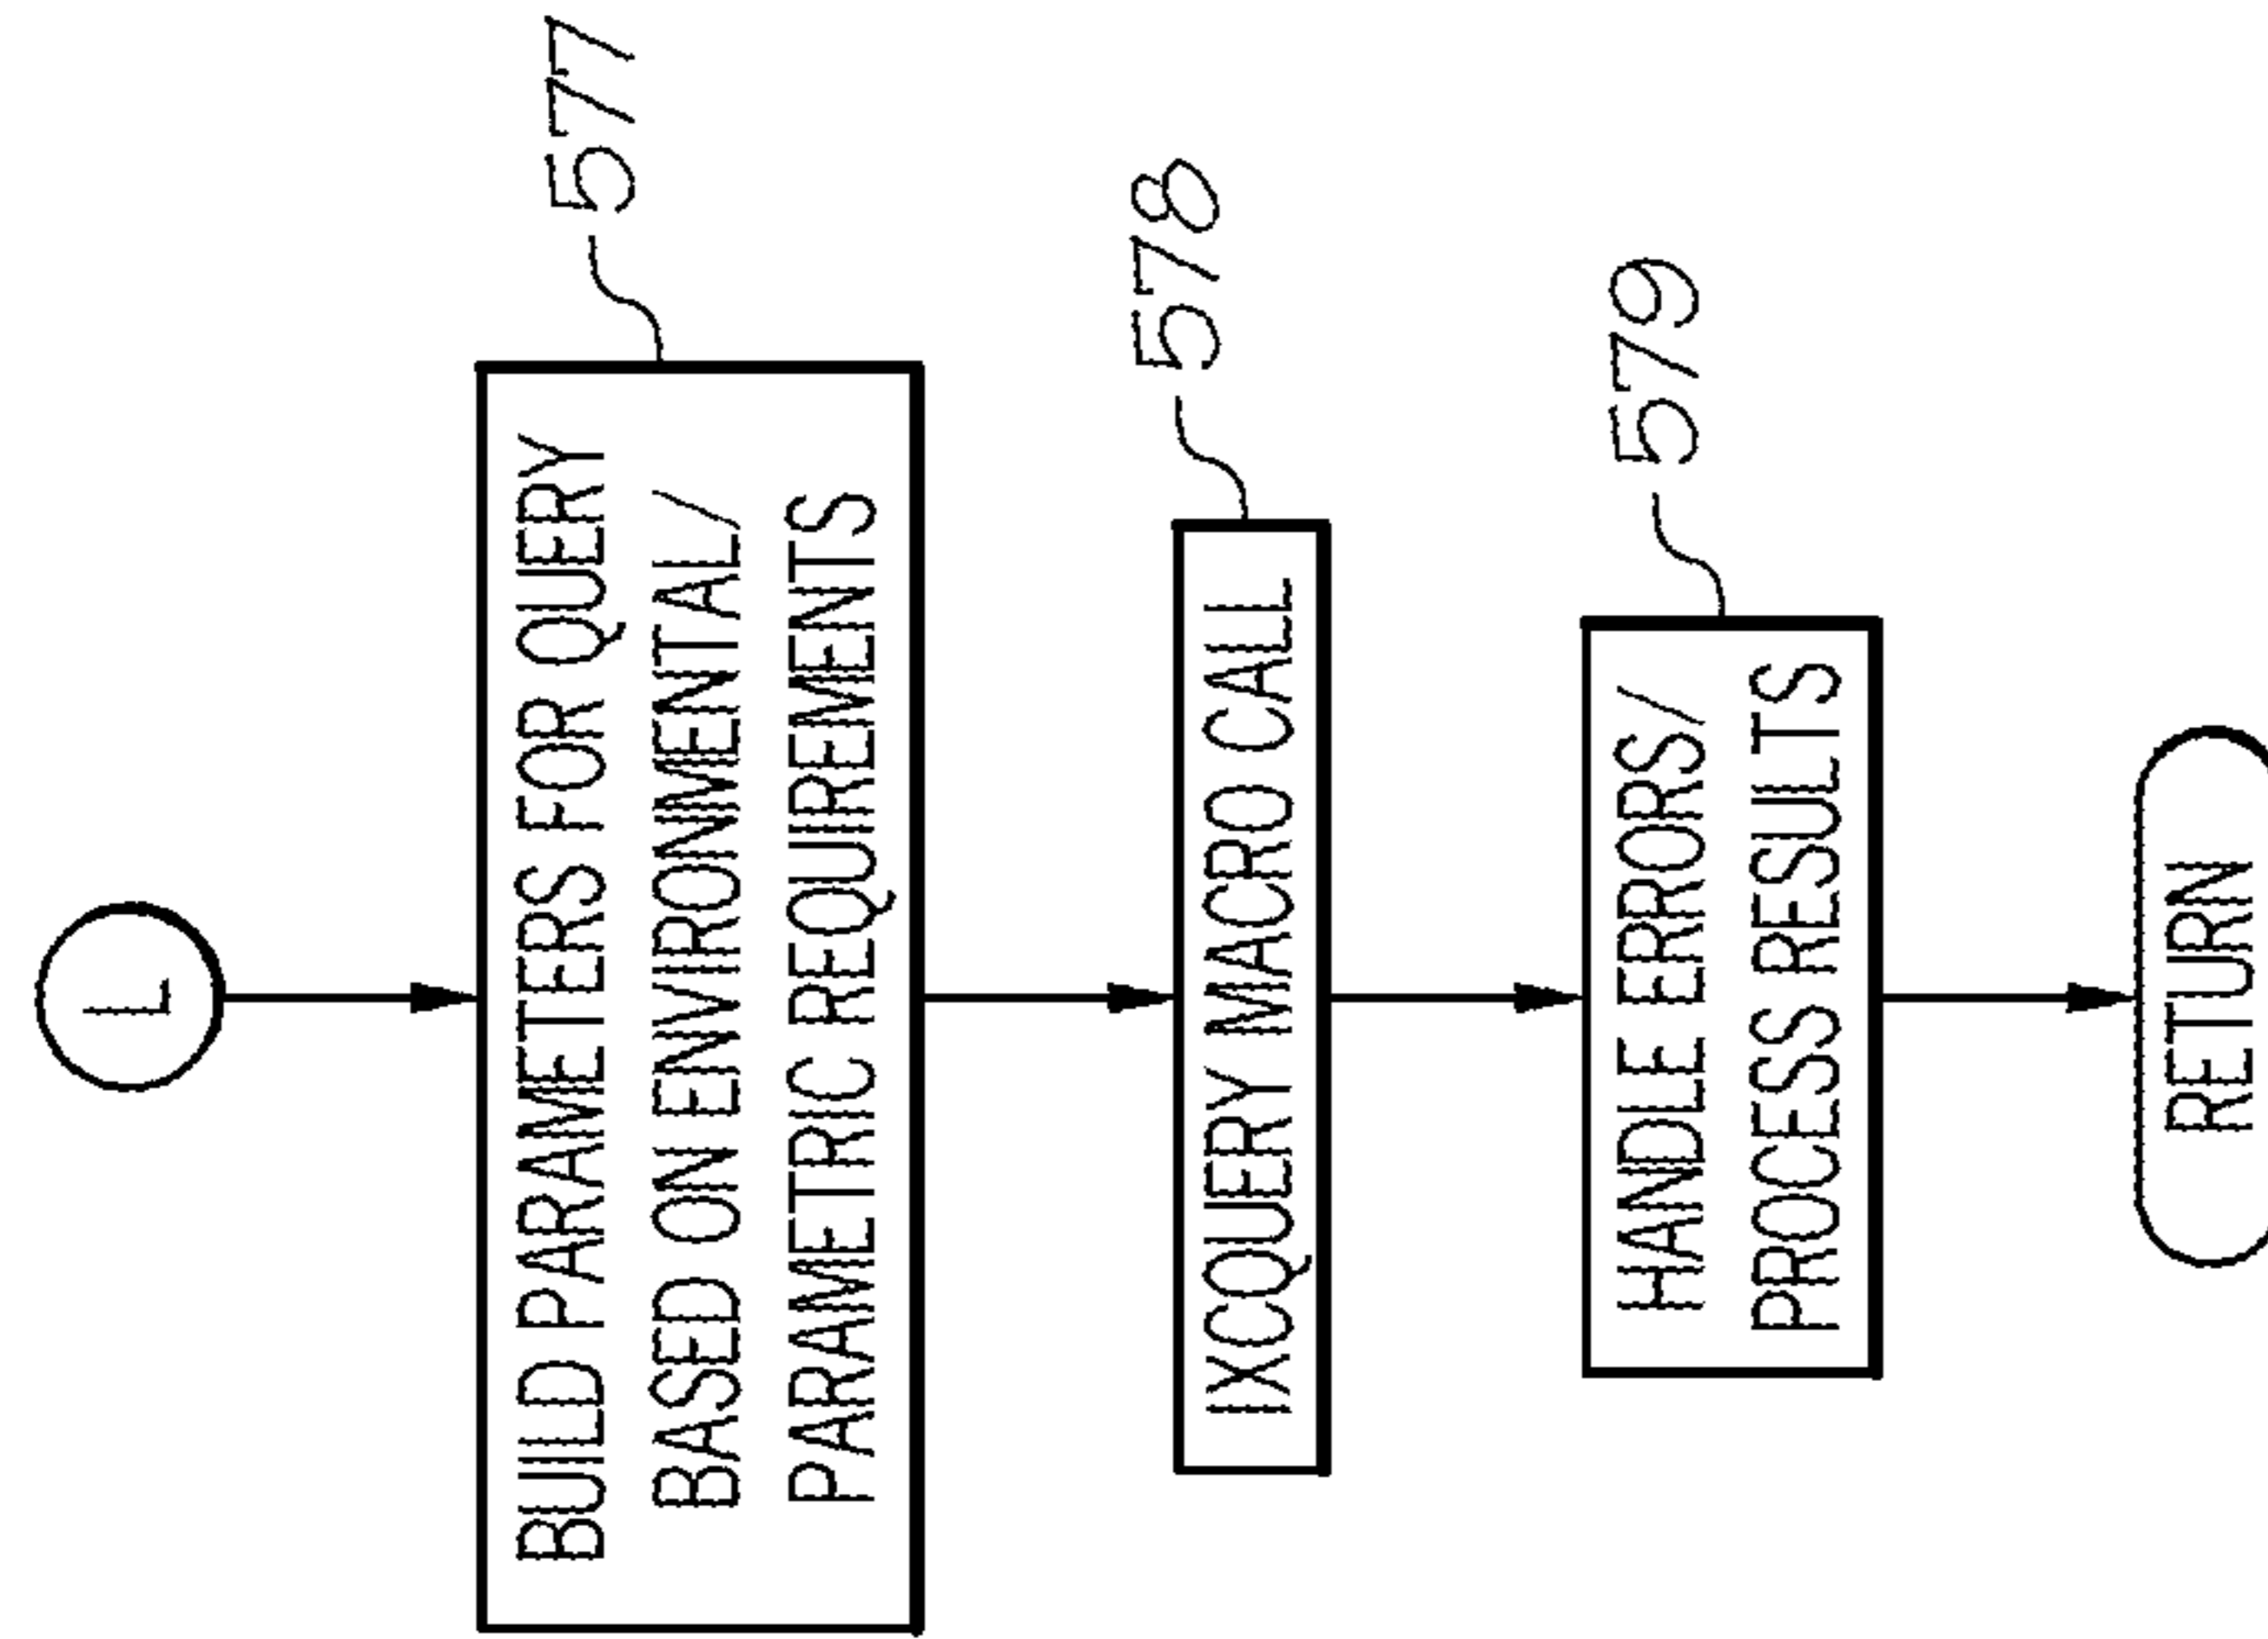 L
BUILD PARAMETERS FOR QUERY
BASED ON ENVIRONMENTAL/
PARAMETRIC REQUIREMENTS
577
IXCQUERY MACRO CALL
578
HANDLE ERRORS/
PROCESS RESULTS
579
RETURN